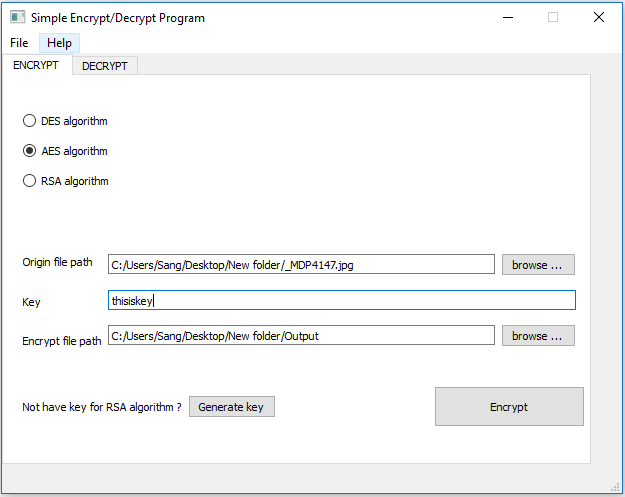 Simple Encrypt/Decrypt Program
File Help
ENCRYPT DECRYPT
DES algorithm
AES algorithm
RSA algorithm
Origin file path C:/Users/Sang/Desktop/New folder/_MDP4147.jpg browse ...
Key thisiskey
Encrypt file path C:/Users/Sang/Desktop/New folder/Output browse ...
Not have key for RSA algorithm ? Generate key Encrypt